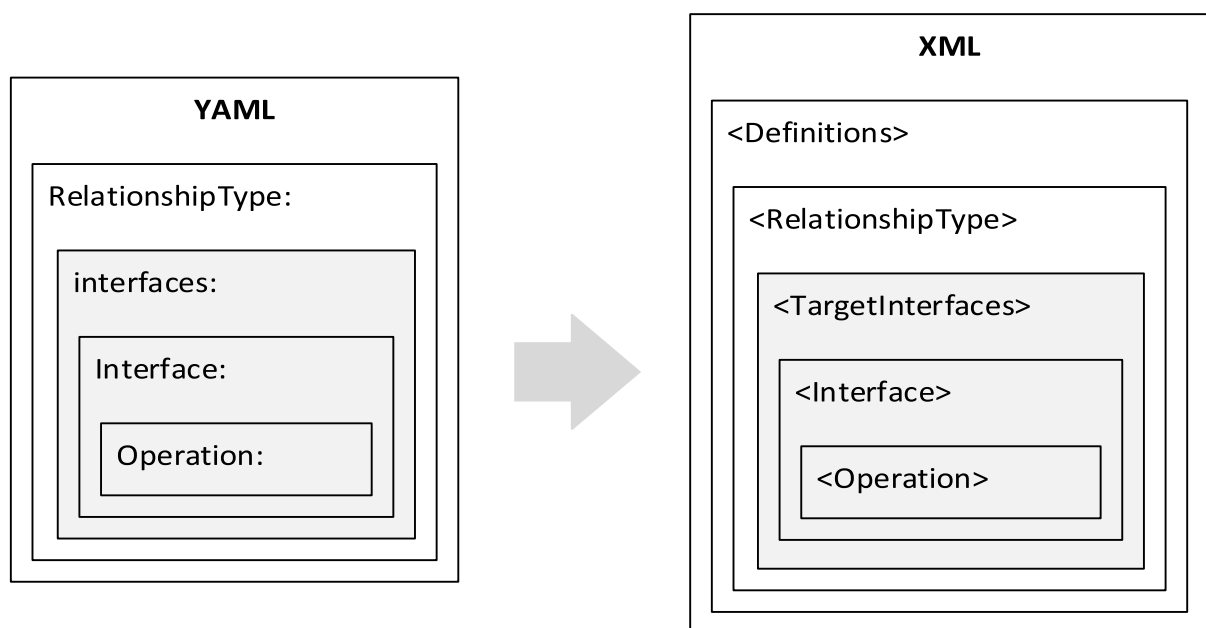 YAML
RelationshipType:
interfaces:
Interface:
Operation:
XML
<Definitions>
<RelationshipType>
<TargetInterfaces>
<Interface>
<Operation>